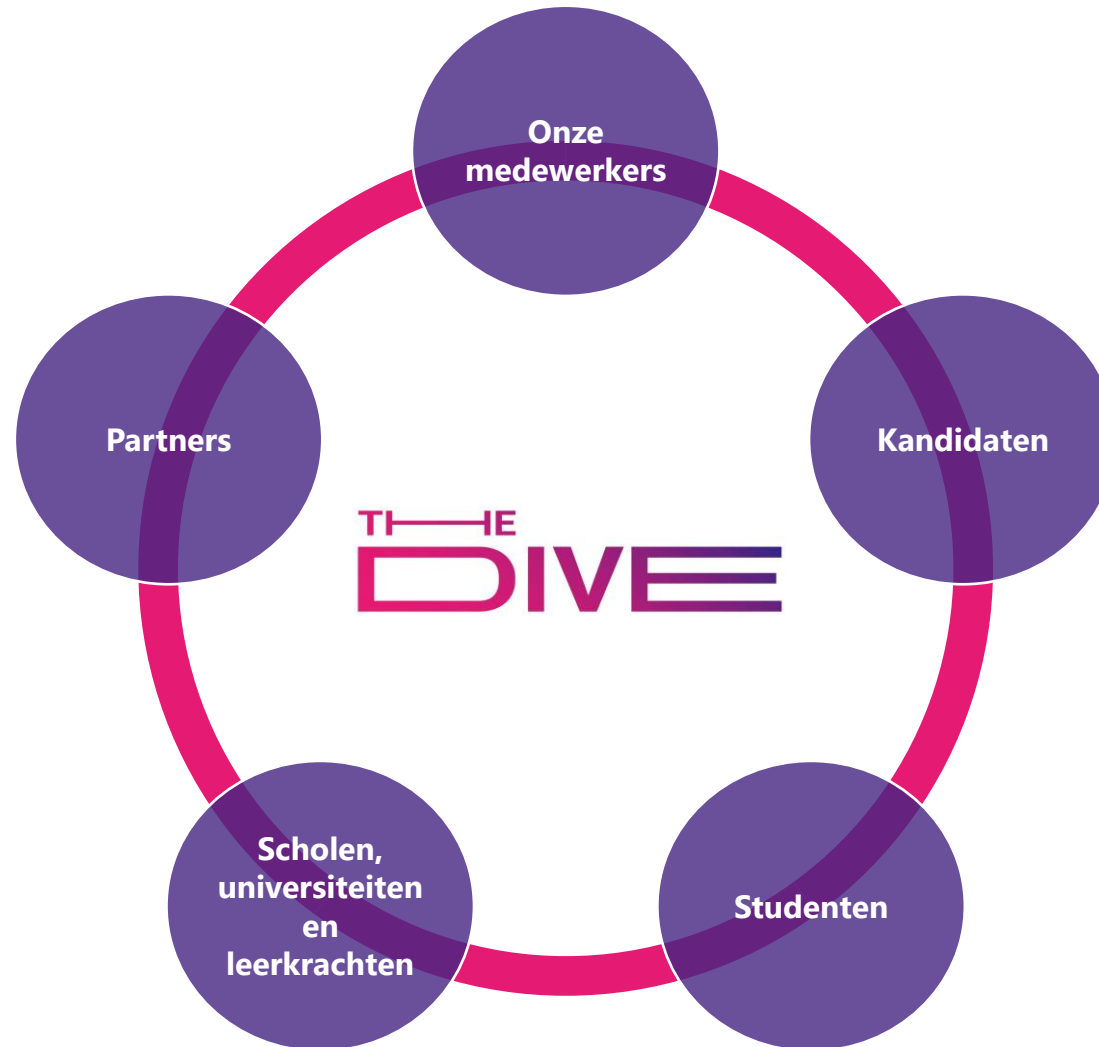 Onze
medewerkers
Partners
Kandidaten
THE
DIVE
Scholen,
universiteiten
en
leerkrachten
Studenten